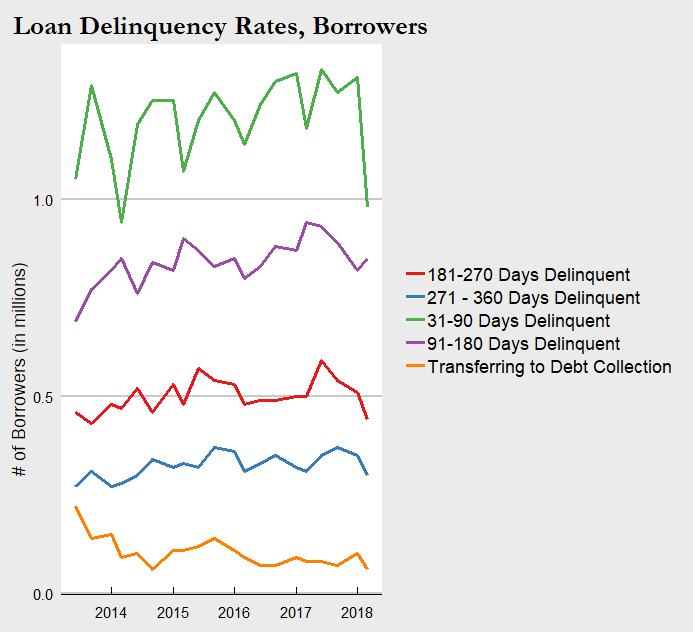 Loan Delinquency Rates, Borrowers
# of Borrowers (in millions)
1.0
0.5
0.0
2014 2015 2016 2017 2018
181-270 Days Delinquent
271 - 360 Days Delinquent
31-90 Days Delinquent
91-180 Days Delinquent
Transferring to Debt Collection